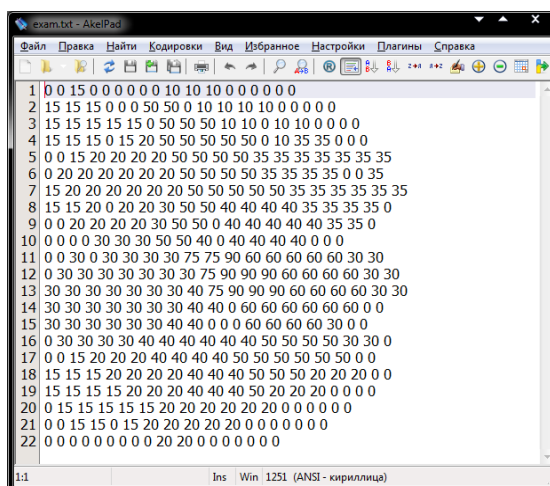 exam.txt - AkelPad
Файл Правка Найти Кодировки Вид Избранное Настройки Плагины Справка
1 0 0 15 0 0 0 0 0 0 10 10 10 0 0 0 0 0 0
2 15 15 15 0 0 0 50 50 0 10 10 10 10 0 0 0 0 0
3 15 15 15 15 15 0 50 50 50 10 10 0 10 10 0 0 0 0
4 15 15 15 0 15 20 50 50 50 50 50 0 10 35 35 0 0 0
5 0 0 15 20 20 20 20 50 50 50 50 35 35 35 35 35 35 35
6 0 20 20 20 20 20 20 50 50 50 50 35 35 35 35 0 0 35
7 15 20 20 20 20 20 20 50 50 50 50 50 35 35 35 35 35 35
8 15 15 20 0 20 20 30 50 50 40 40 40 40 35 35 35 35 0
9 0 0 20 20 20 20 30 50 50 0 40 40 40 40 40 35 35 0
10 0 0 0 0 30 30 30 50 50 40 0 40 40 40 40 0 0 0
11 0 0 30 0 30 30 30 30 75 75 90 60 60 60 60 60 30 30
12 0 30 30 30 30 30 30 30 75 90 90 90 60 60 60 60 30 30
13 30 30 30 30 30 30 30 40 75 90 90 90 60 60 60 60 30 30
14 30 30 30 30 30 30 30 40 40 0 60 60 60 60 60 60 0 0
15 30 30 30 30 30 30 40 40 0 0 0 60 60 60 60 30 0 0
16 0 30 30 30 30 40 40 40 40 40 40 50 50 50 50 30 30 0
17 0 0 15 20 20 20 40 40 40 40 50 50 50 50 50 50 0 0
18 15 15 15 20 20 20 20 40 40 40 50 50 50 20 20 20 0 0
19 15 15 15 15 20 20 20 40 40 40 50 20 20 20 0 0 0 0
20 0 15 15 15 15 15 20 20 20 20 20 20 0 0 0 0 0 0
21 0 0 15 15 0 15 20 20 20 20 20 0 0 0 0 0 0 0
22 0 0 0 0 0 0 0 0 0 20 20 0 0 0 0 0 0 0
1:1 Ins Win 1251 (ANSI - кириллица)